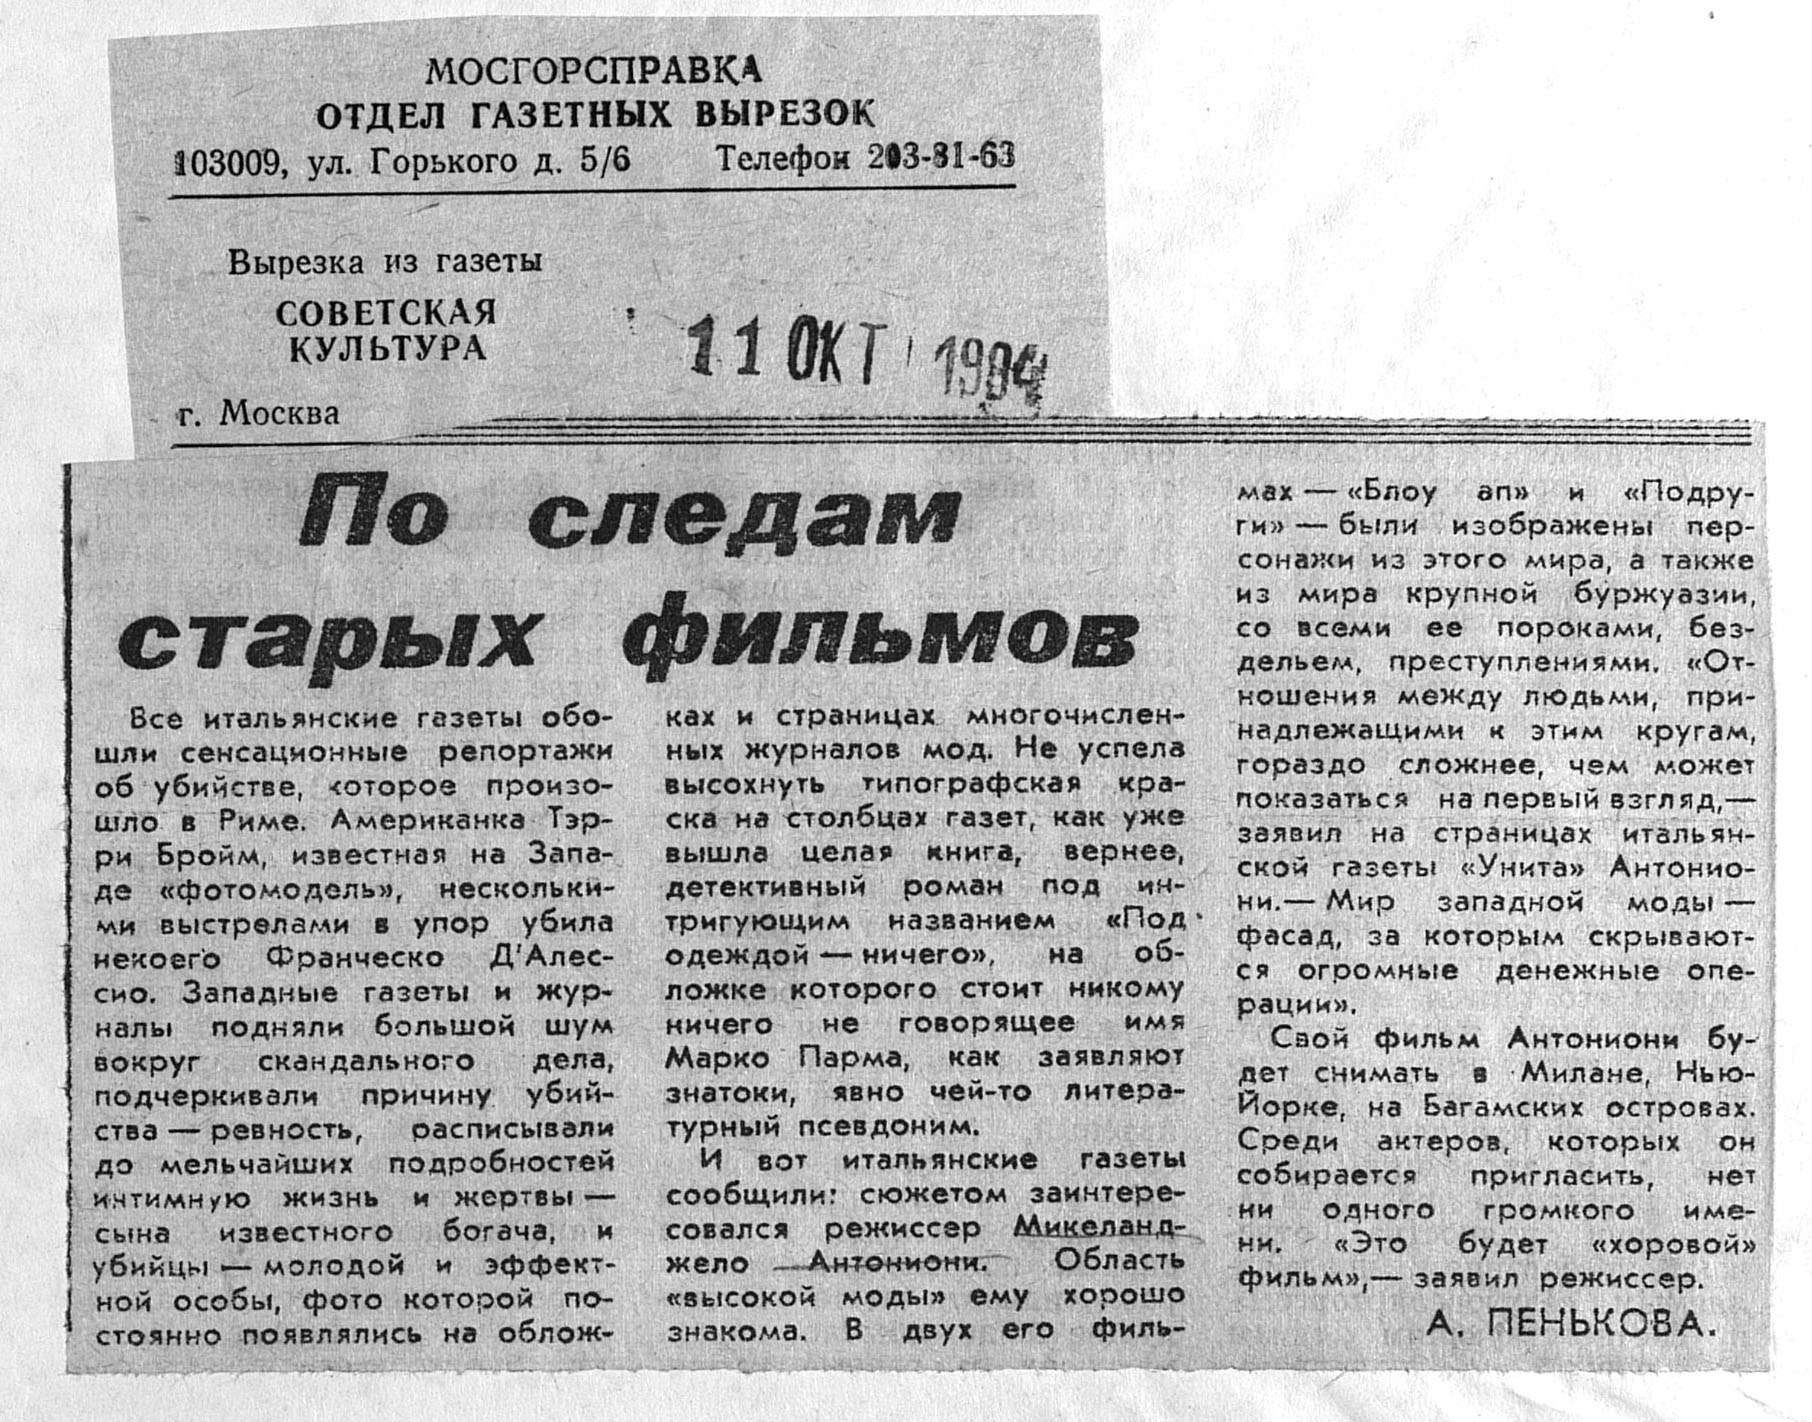 МОСГОРСПРАВКА
ОТДЕЛ ГАЗЕТНЫХ ВЫРЕЗОК
103009, ул. Горького д. 5/6 Телефон 203-81-63
Вырезка из газеты
СОВЕТСКАЯ
КУЛЬТУРА
11 ОКТ 1984
г. Москва
По следам
старых фильмов
Все итальянские газеты обо-
шли сенсационные репортажи
об убийстве, которое произо-
шло в Риме. Американка Тэр-
ри Бройм, известная на Запа-
де «фотомодель», нескольки-
ми выстрелами в упор убила
некоего Франческо Д'Алес-
сио. Западные газеты и жур-
налы подняли большой шум
вокруг скандального дела,
подчеркивали причину убий-
ства — ревность, расписывали
до мельчайших подробностей
интимную жизнь и жертвы —
сына известного богача, и
убийцы — молодой и эффект-
ной особы, фото которой по-
стоянно появлялись на облож-
ках и страницах многочислен-
ных журналов мод. Не успела
высохнуть типографская кра-
ска на столбцах газет, как уже
вышла целая книга, вернее,
детективный роман под ин-
тригующим названием «Под
одеждой — ничего», на об-
ложке которого стоит никому
ничего не говорящее имя
Марко Парма, как заявляют
знатоки, явно чей-то литера-
турный псевдоним.
И вот итальянские газеты
сообщили: сюжетом заинтере-
совался режиссер Микеланд-
жело Антониони. Область
«высокой моды» ему хорошо
знакома. В двух его филь-
мах — «Блоу ап» и «Подру-
ги» — были изображены пер-
сонажи из этого мира, а также
из мира крупной буржуазии,
со всеми ее пороками, без-
дельем, преступлениями. «От-
ношения между людьми, при-
надлежащими к этим кругам,
гораздо сложнее, чем может
показаться на первый взгляд,—
заявил на страницах итальян-
ской газеты «Унита» Антонио-
ни.— Мир западной моды —
фасад, за которым скрывают-
ся огромные денежные опе-
рации».
Свой фильм Антониони бу-
дет снимать в Милане, Нью-
Йорке, на Багамских островах.
Среди актеров, которых он
собирается пригласить, нет
ни одного громкого име-
ни. «Это будет «хоровой»
фильм»,— заявил режиссер.
А. ПЕНЬКОВА.